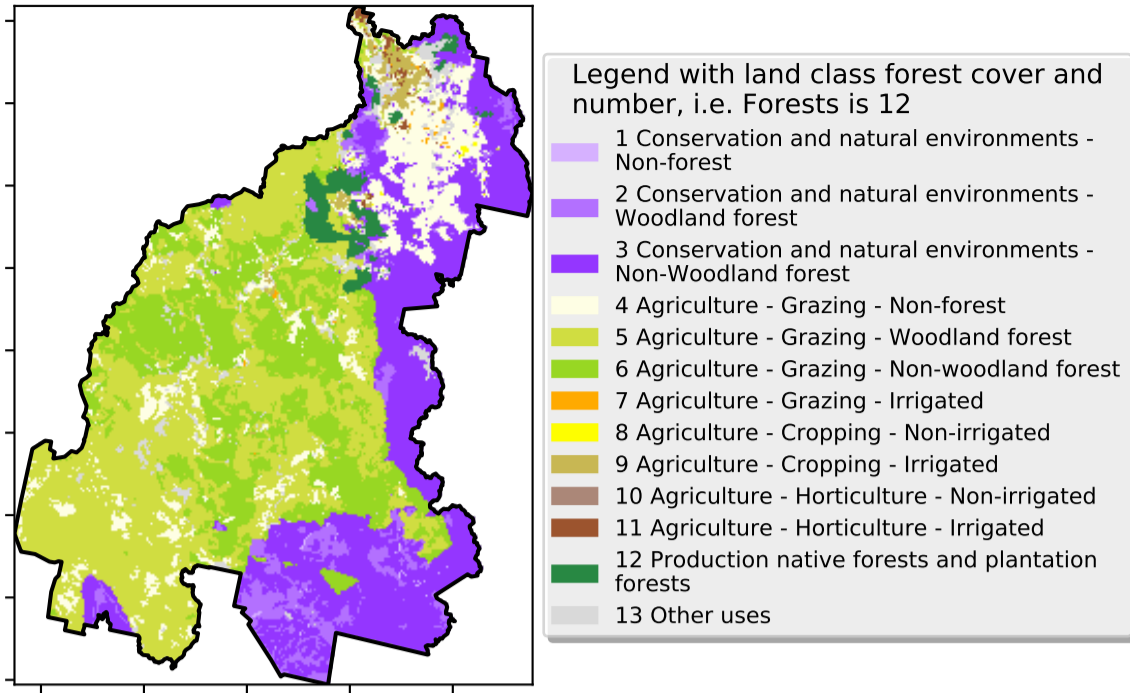 Legend with land class forest cover and
number, i.e. Forests is 12
1 Conservation and natural environments -
Non-forest
2 Conservation and natural environments -
Woodland forest
3 Conservation and natural environments -
Non-Woodland forest
4 Agriculture - Grazing - Non-forest
5 Agriculture - Grazing - Woodland forest
6 Agriculture - Grazing - Non-woodland forest
7 Agriculture - Grazing - Irrigated
8 Agriculture - Cropping - Non-irrigated
9 Agriculture - Cropping - Irrigated
10 Agriculture - Horticulture - Non-irrigated
11 Agriculture - Horticulture - Irrigated
12 Production native forests and plantation
forests
13 Other uses